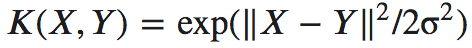 K(X, Y) = exp(∥X − Y∥²/2σ²)